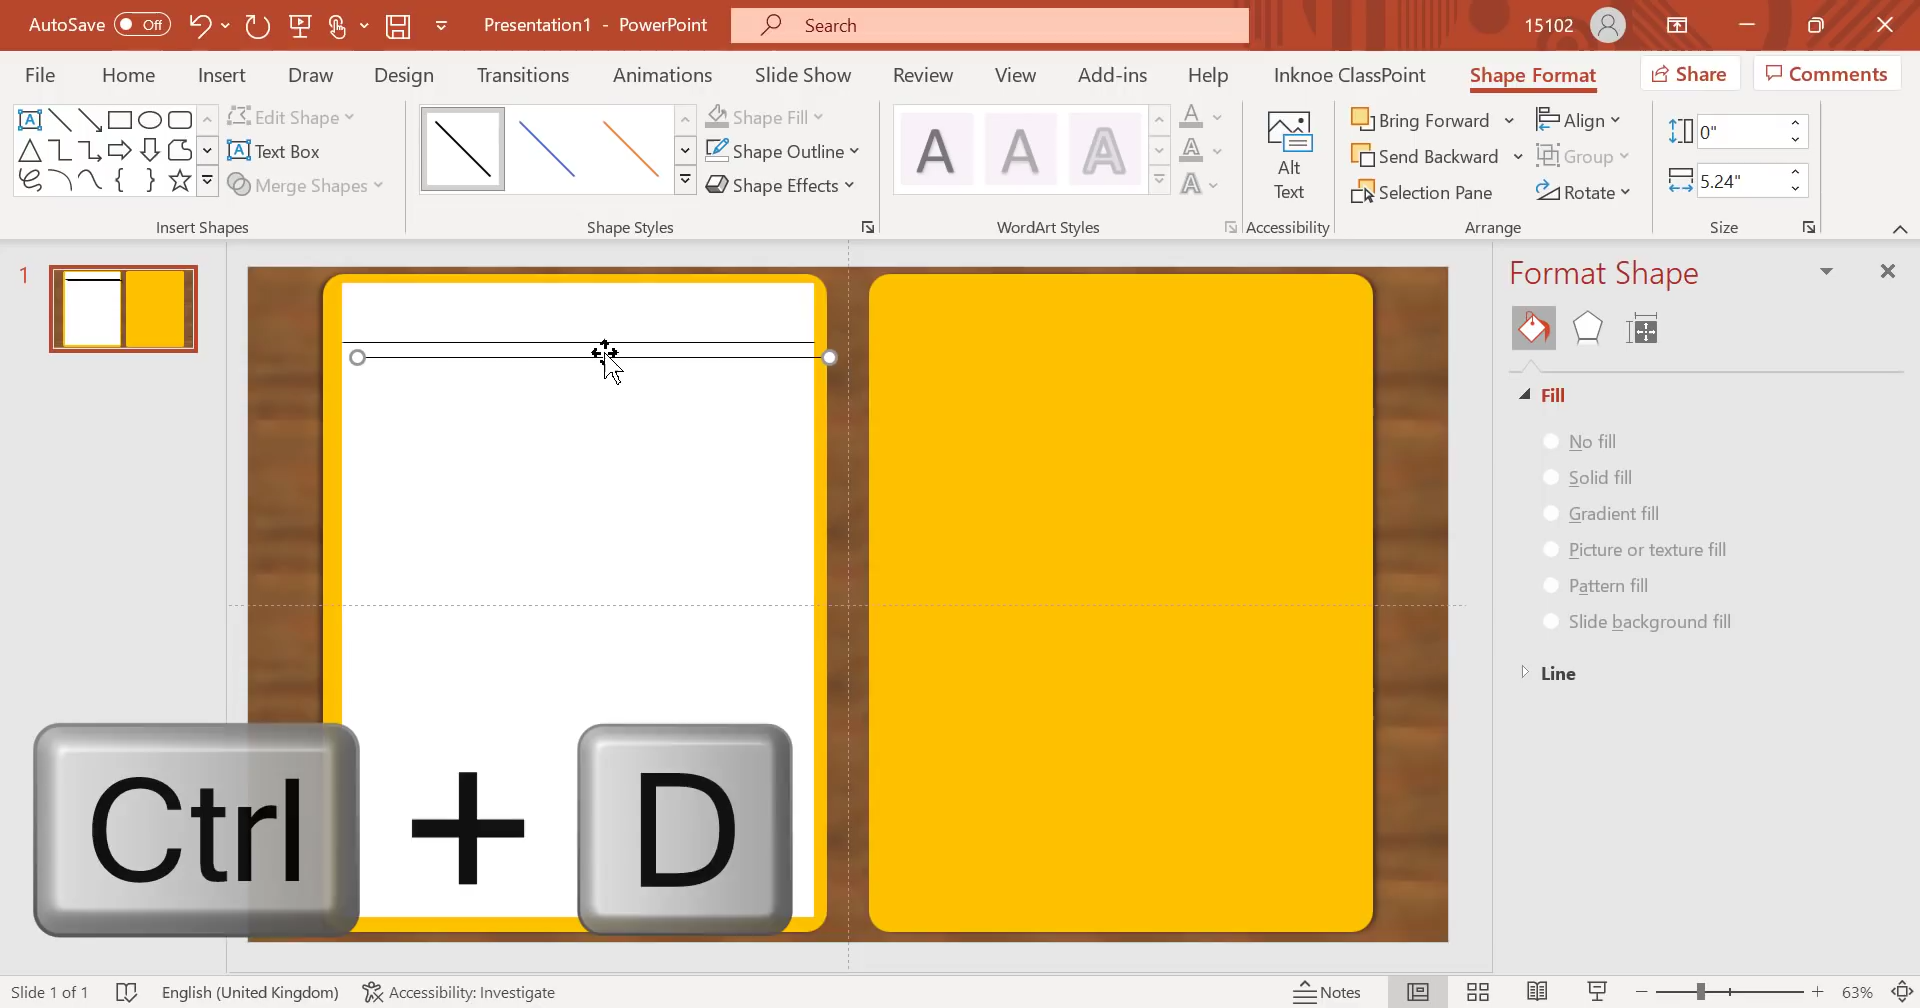 AutoSave Off Presentation1 - PowerPoint Search 15102
File Home Insert Draw Design Transitions Animations Slide Show Review View Add-ins Help Inknoe ClassPoint Shape Format Share Comments
Edit Shape
Text Box
Merge Shapes
Insert Shapes
Shape Fill
Shape Outline
Shape Effects
Shape Styles
A A A
WordArt Styles
Alt
Text
Accessibility
Bring Forward
Send Backward
Selection Pane
Align
Group
Rotate
Arrange
0"
5.24"
Size
1
Format Shape
Fill
No fill
Solid fill
Gradient fill
Picture or texture fill
Pattern fill
Slide background fill
Line
Ctrl + D
Slide 1 of 1 English (United Kingdom) Accessibility: Investigate Notes 63%